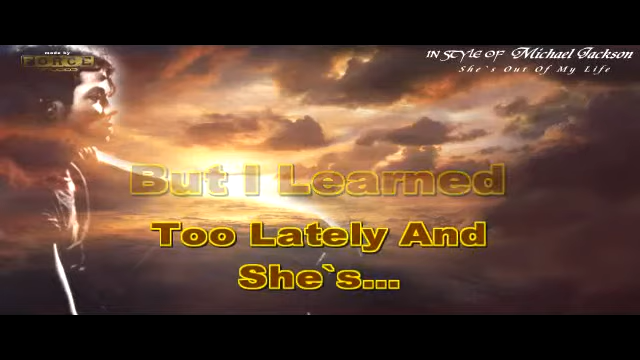 made by
FORCE
IN STYLE OF Michael Jackson
She`s Out Of My Life
But I Learned
Too Lately And
She`s...